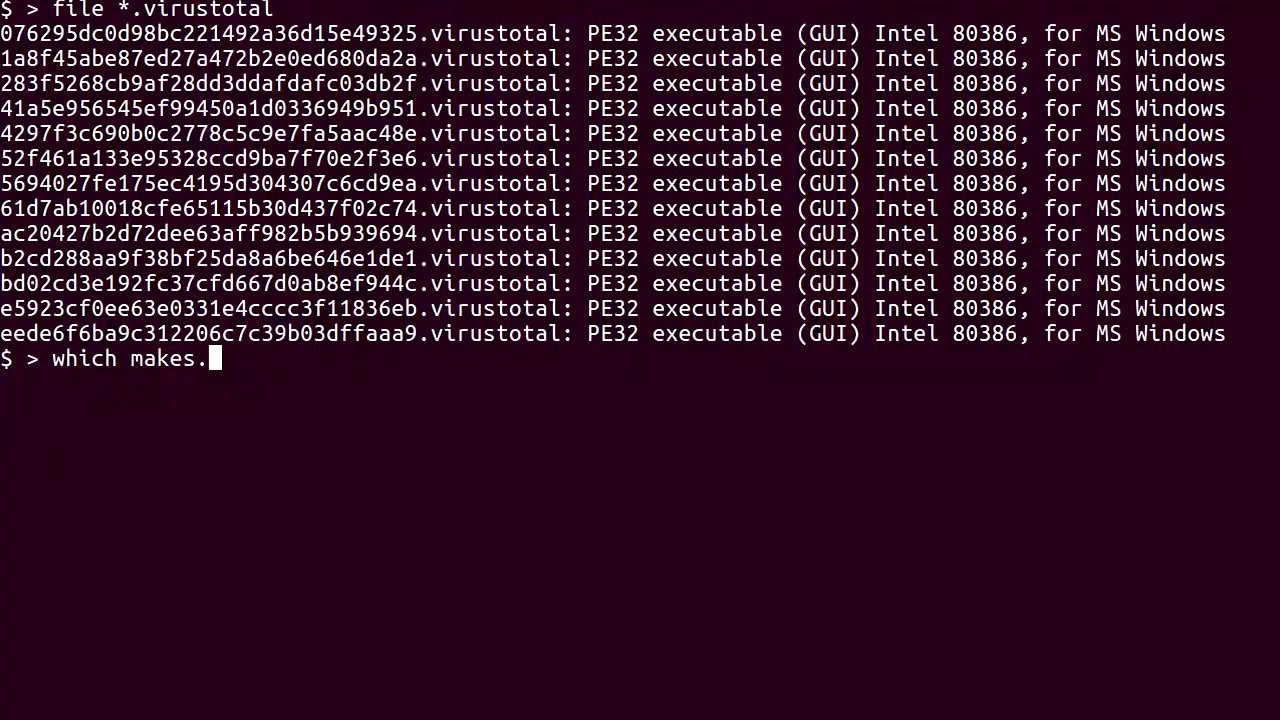 $ > file *.virustotal
076295dc0d98bc221492a36d15e49325.virustotal: PE32 executable (GUI) Intel 80386, for MS Windows
1a8f45abe87ed27a472b2e0ed680da2a.virustotal: PE32 executable (GUI) Intel 80386, for MS Windows
283f5268cb9af28dd3ddafdafc03db2f.virustotal: PE32 executable (GUI) Intel 80386, for MS Windows
41a5e956545ef99450a1d0336949b951.virustotal: PE32 executable (GUI) Intel 80386, for MS Windows
4297f3c690b0c2778c5c9e7fa5aac48e.virustotal: PE32 executable (GUI) Intel 80386, for MS Windows
52f461a133e95328ccd9ba7f70e2f3e6.virustotal: PE32 executable (GUI) Intel 80386, for MS Windows
5694027fe175ec4195d304307c6cd9ea.virustotal: PE32 executable (GUI) Intel 80386, for MS Windows
61d7ab10018cfe65115b30d437f02c74.virustotal: PE32 executable (GUI) Intel 80386, for MS Windows
ac20427b2d72dee63aff982b5b939694.virustotal: PE32 executable (GUI) Intel 80386, for MS Windows
b2cd288aa9f38bf25da8a6be646e1de1.virustotal: PE32 executable (GUI) Intel 80386, for MS Windows
bd02cd3e192fc37cfd667d0ab8ef944c.virustotal: PE32 executable (GUI) Intel 80386, for MS Windows
e5923cf0ee63e0331e4cccc3f11836eb.virustotal: PE32 executable (GUI) Intel 80386, for MS Windows
eede6f6ba9c312206c7c39b03dffaaa9.virustotal: PE32 executable (GUI) Intel 80386, for MS Windows
$ > which makes.